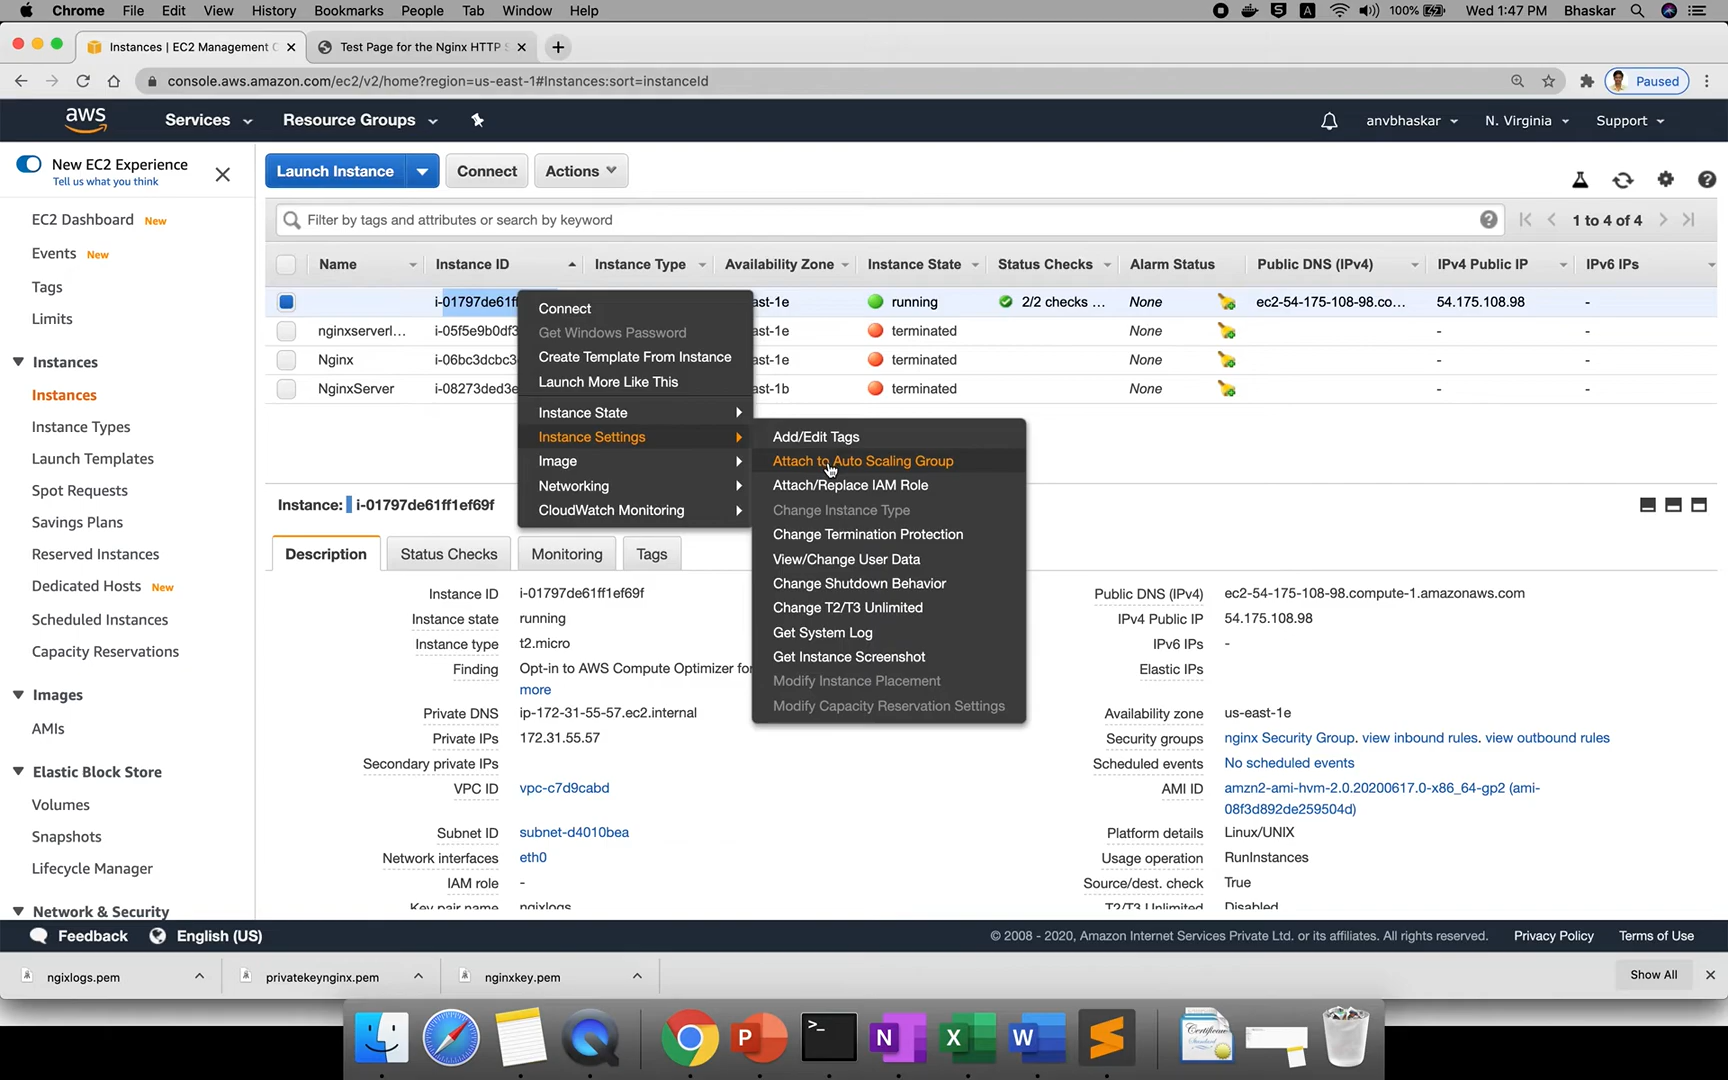 Chrome File Edit View History Bookmarks People Tab Window Help
A 100% Wed 1:47 PM Bhaskar
Instances | EC2 Management C
Test Page for the Nginx HTTP S
console.aws.amazon.com/ec2/v2/home?region=us-east-1#Instances:sort=instanceId
Paused
aws Services Resource Groups
anvbhaskar N. Virginia Support
New EC2 Experience
Tell us what you think
Launch Instance Connect Actions
EC2 Dashboard New
Events New
Tags
Limits
Instances
Instances
Instance Types
Launch Templates
Spot Requests
Savings Plans
Reserved Instances
Dedicated Hosts New
Scheduled Instances
Capacity Reservations
Images
AMIs
Elastic Block Store
Volumes
Snapshots
Lifecycle Manager
Network & Security
Filter by tags and attributes or search by keyword
1 to 4 of 4
Name Instance ID Instance Type Availability Zone Instance State Status Checks Alarm Status Public DNS (IPv4) IPv4 Public IP IPv6 IPs
i-01797de61ff ast-1e running 2/2 checks ... None ec2-54-175-108-98.co... 54.175.108.98 -
nginxserverl... i-05f5e9b0df3 ast-1e terminated None - -
Nginx i-06bc3dcbc3 ast-1e terminated None - -
NginxServer i-08273ded3e ast-1b terminated None - -
Connect
Get Windows Password
Create Template From Instance
Launch More Like This
Instance State
Instance Settings
Image
Networking
CloudWatch Monitoring
Add/Edit Tags
Attach to Auto Scaling Group
Attach/Replace IAM Role
Change Instance Type
Change Termination Protection
View/Change User Data
Change Shutdown Behavior
Change T2/T3 Unlimited
Get System Log
Get Instance Screenshot
Modify Instance Placement
Modify Capacity Reservation Settings
Instance: i-01797de61ff1ef69f
Description Status Checks Monitoring Tags
Instance ID i-01797de61ff1ef69f
Instance state running
Instance type t2.micro
Finding Opt-in to AWS Compute Optimizer for
more
Private DNS ip-172-31-55-57.ec2.internal
Private IPs 172.31.55.57
Secondary private IPs
VPC ID vpc-c7d9cabd
Subnet ID subnet-d4010bea
Network interfaces eth0
IAM role -
Key pair name ngixlogs
Public DNS (IPv4) ec2-54-175-108-98.compute-1.amazonaws.com
IPv4 Public IP 54.175.108.98
IPv6 IPs -
Elastic IPs
Availability zone us-east-1e
Security groups nginx Security Group. view inbound rules. view outbound rules
Scheduled events No scheduled events
AMI ID amzn2-ami-hvm-2.0.20200617.0-x86_64-gp2 (ami-
08f3d892de259504d)
Platform details Linux/UNIX
Usage operation RunInstances
Source/dest. check True
T2/T3 Unlimited Disabled
Feedback English (US)
© 2008 - 2020, Amazon Internet Services Private Ltd. or its affiliates. All rights reserved. Privacy Policy Terms of Use
ngixlogs.pem privatekeynginx.pem nginxkey.pem Show All
P >_ N X W S